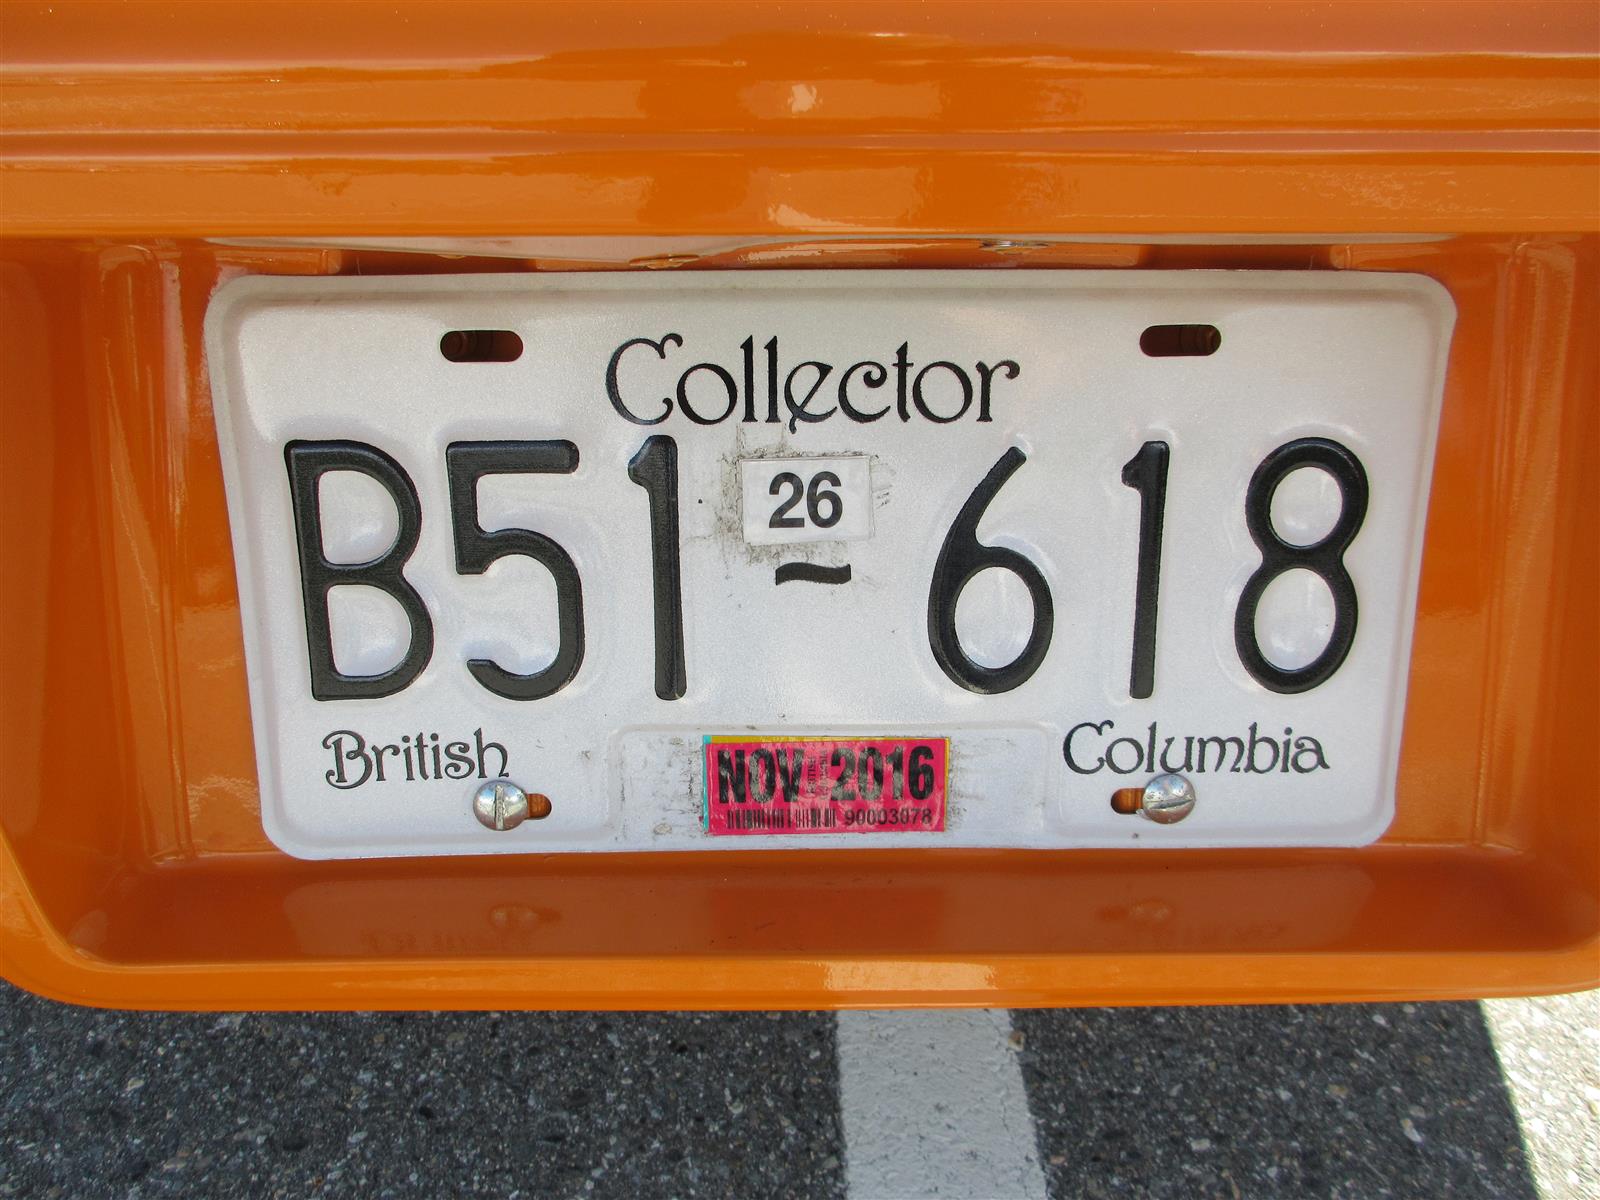 Collector
26
B51~618
British Columbia
NOV 2016
90003078